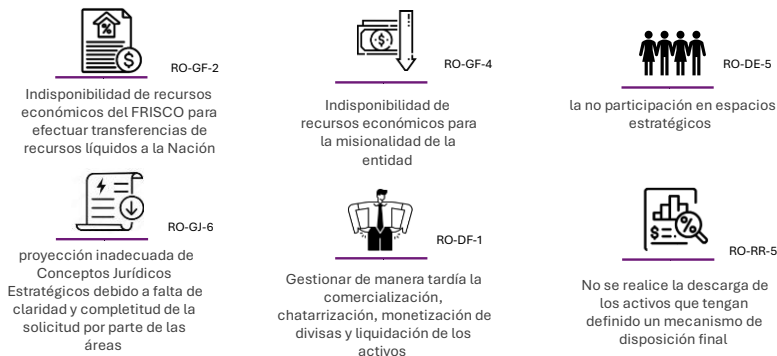 RO-GF-2
Indisponibilidad de recursos
económicos del FRISCO para
efectuar transferencias de
recursos líquidos a la Nación
RO-GF-4
Indisponibilidad de
recursos económicos para
la misionalidad de la
entidad
RO-DE-5
la no participación en espacios
estratégicos
RO-GJ-6
proyección inadecuada de
Conceptos Jurídicos
Estratégicos debido a falta de
claridad y completitud de la
solicitud por parte de las
áreas
RO-DF-1
Gestionar de manera tardía la
comercialización,
chatarrización, monetización de
divisas y liquidación de los
activos
RO-RR-5
No se realice la descarga de
los activos que tengan
definido un mecanismo de
disposición final